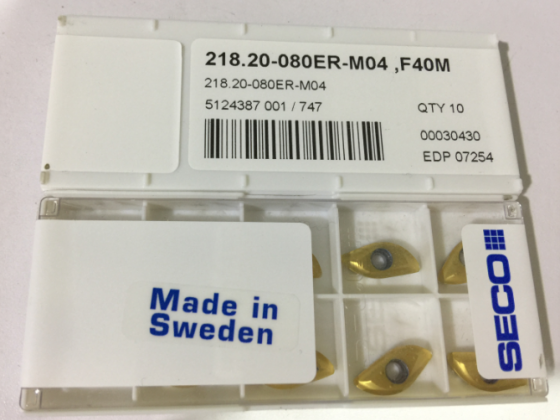 218.20-080ER-M04 ,F40M
218.20-080ER-M04
5124387 001 / 747
QTY 10
00030430
EDP 07254
Made in
Sweden
SECO